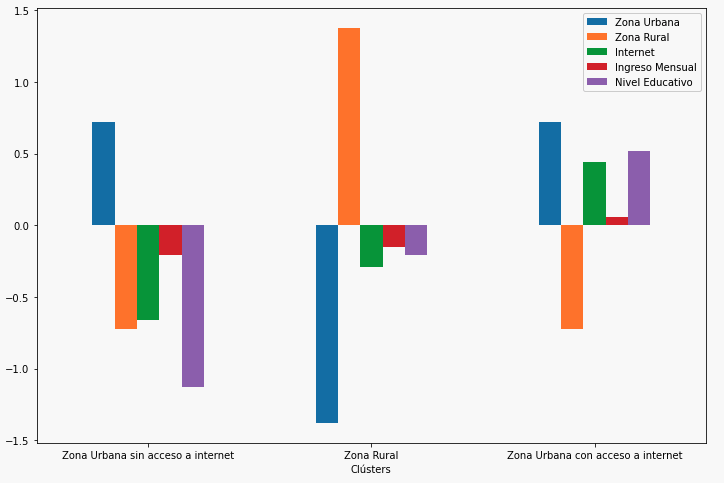 Zona Urbana
Zona Rural
Internet
Ingreso Mensual
Nivel Educativo
1.5
1.0
0.5
0.0
−0.5
−1.0
−1.5
Zona Urbana sin acceso a internet
Zona Rural
Zona Urbana con acceso a internet
Clústers